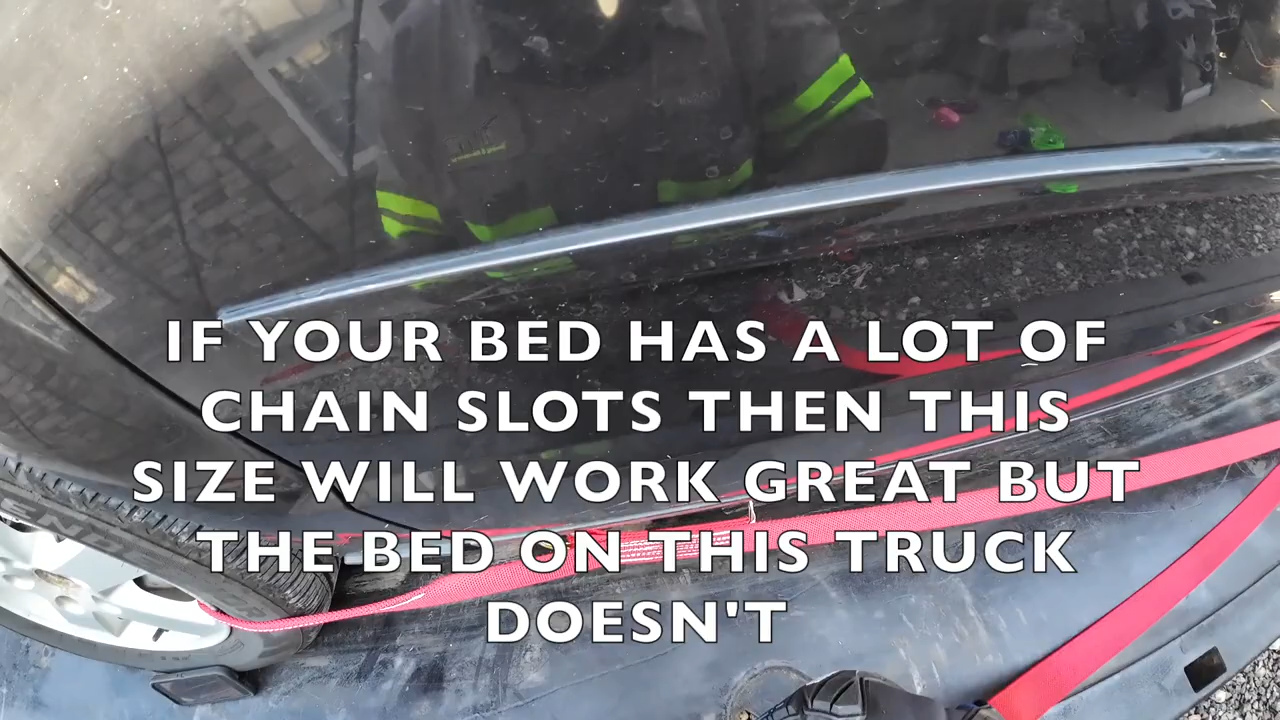 IF YOUR BED HAS A LOT OF
CHAIN SLOTS THEN THIS
SIZE WILL WORK GREAT BUT
THE BED ON THIS TRUCK
DOESN'T